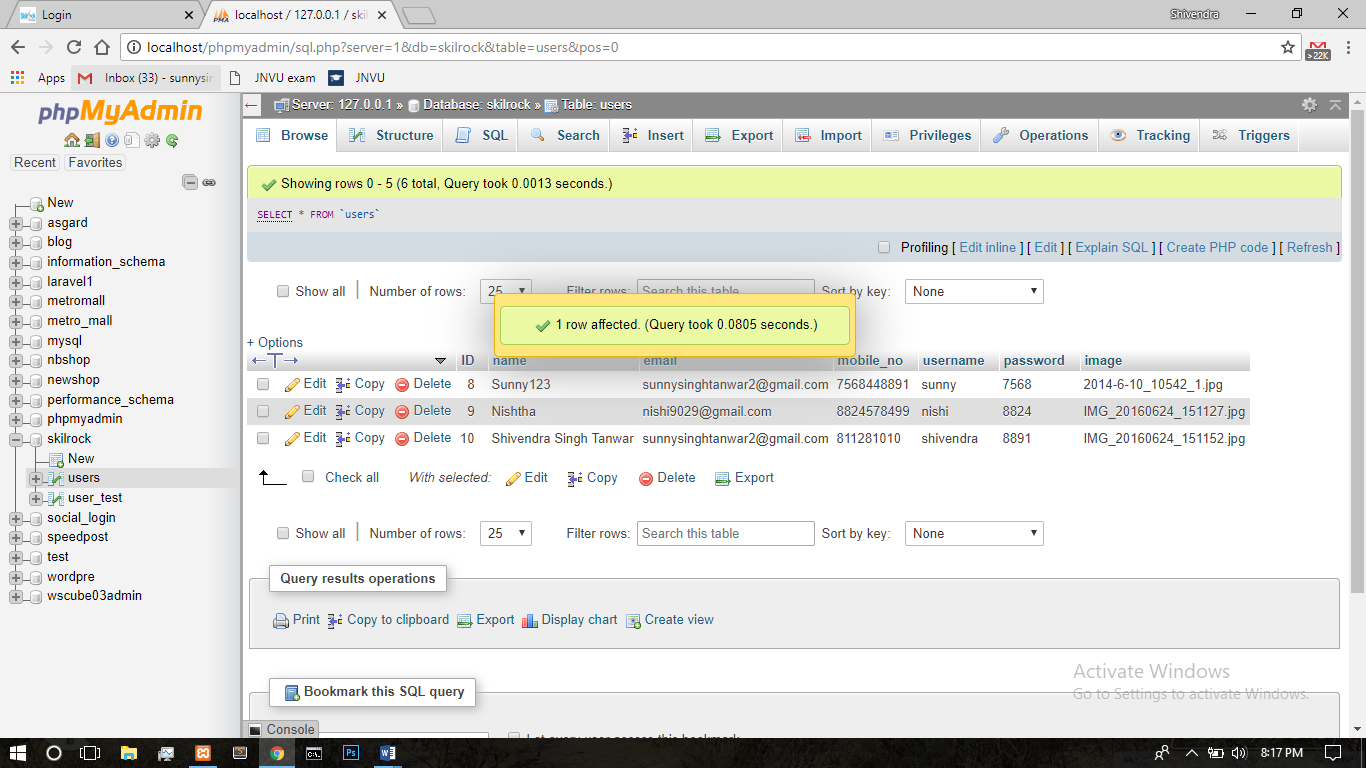 Login
localhost / 127.0.0.1 / skil
Shivendra
localhost/phpmyadmin/sql.php?server=1&db=skilrock&table=users&pos=0
>22K
Apps Inbox (33) - sunnysin JNVU exam JNVU
phpMyAdmin
Recent Favorites
New
asgard
blog
information_schema
laravel1
metromall
metro_mall
mysql
nbshop
newshop
performance_schema
phpmyadmin
skilrock
New
users
user_test
social_login
speedpost
test
wordpre
wscube03admin
Server: 127.0.0.1 » Database: skilrock » Table: users
Browse Structure SQL Search Insert Export Import Privileges Operations Tracking Triggers
Showing rows 0 - 5 (6 total, Query took 0.0013 seconds.)
SELECT * FROM `users`
Profiling [ Edit inline ] [ Edit ] [ Explain SQL ] [ Create PHP code ] [ Refresh ]
Show all Number of rows: 25 Filter rows: Search this table Sort by key: None
1 row affected. (Query took 0.0805 seconds.)
+ Options
ID name email mobile_no username password image
Edit Copy Delete 8 Sunny123 sunnysinghtanwar2@gmail.com 7568448891 sunny 7568 2014-6-10_10542_1.jpg
Edit Copy Delete 9 Nishtha nishi9029@gmail.com 8824578499 nishi 8824 IMG_20160624_151127.jpg
Edit Copy Delete 10 Shivendra Singh Tanwar sunnysinghtanwar2@gmail.com 811281010 shivendra 8891 IMG_20160624_151152.jpg
Check all With selected: Edit Copy Delete Export
Show all Number of rows: 25 Filter rows: Search this table Sort by key: None
Query results operations
Print Copy to clipboard Export Display chart Create view
Bookmark this SQL query
Let every user access this bookmark
Console
Activate Windows
Go to Settings to activate Windows.
8:17 PM